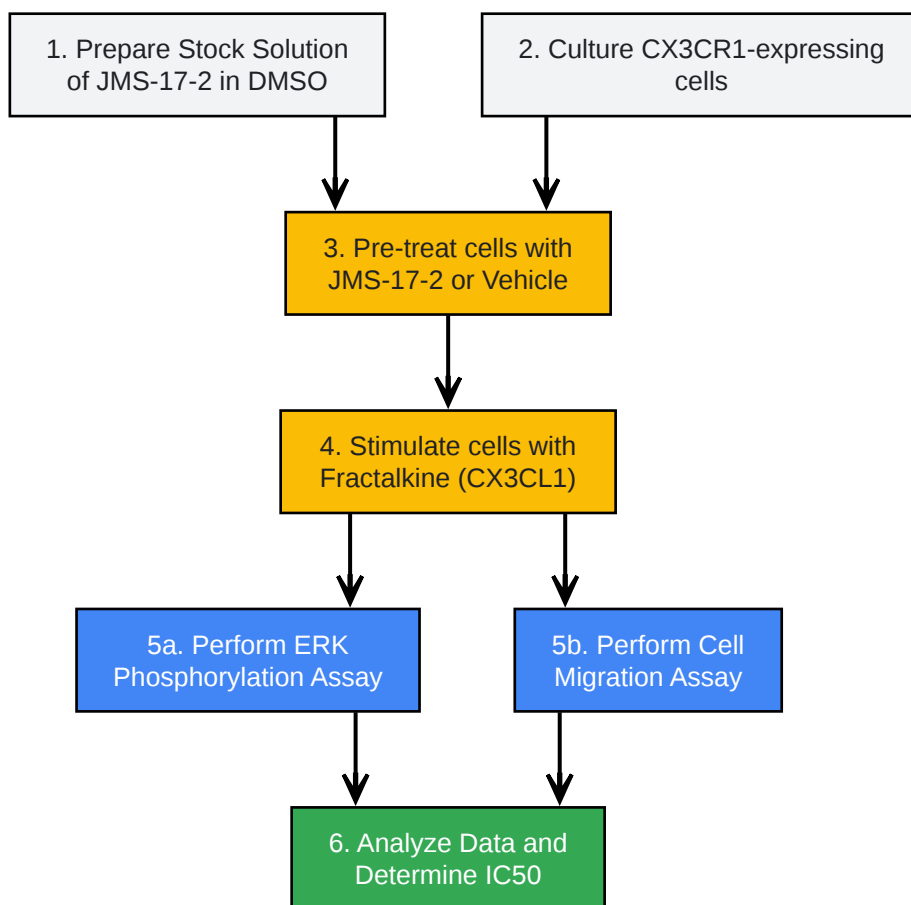 1. Prepare Stock Solution
of JMS-17-2 in DMSO
2. Culture CX3CR1-expressing
cells
3. Pre-treat cells with
JMS-17-2 or Vehicle
4. Stimulate cells with
Fractalkine (CX3CL1)
5a. Perform ERK
Phosphorylation Assay
5b. Perform Cell
Migration Assay
6. Analyze Data and
Determine IC50